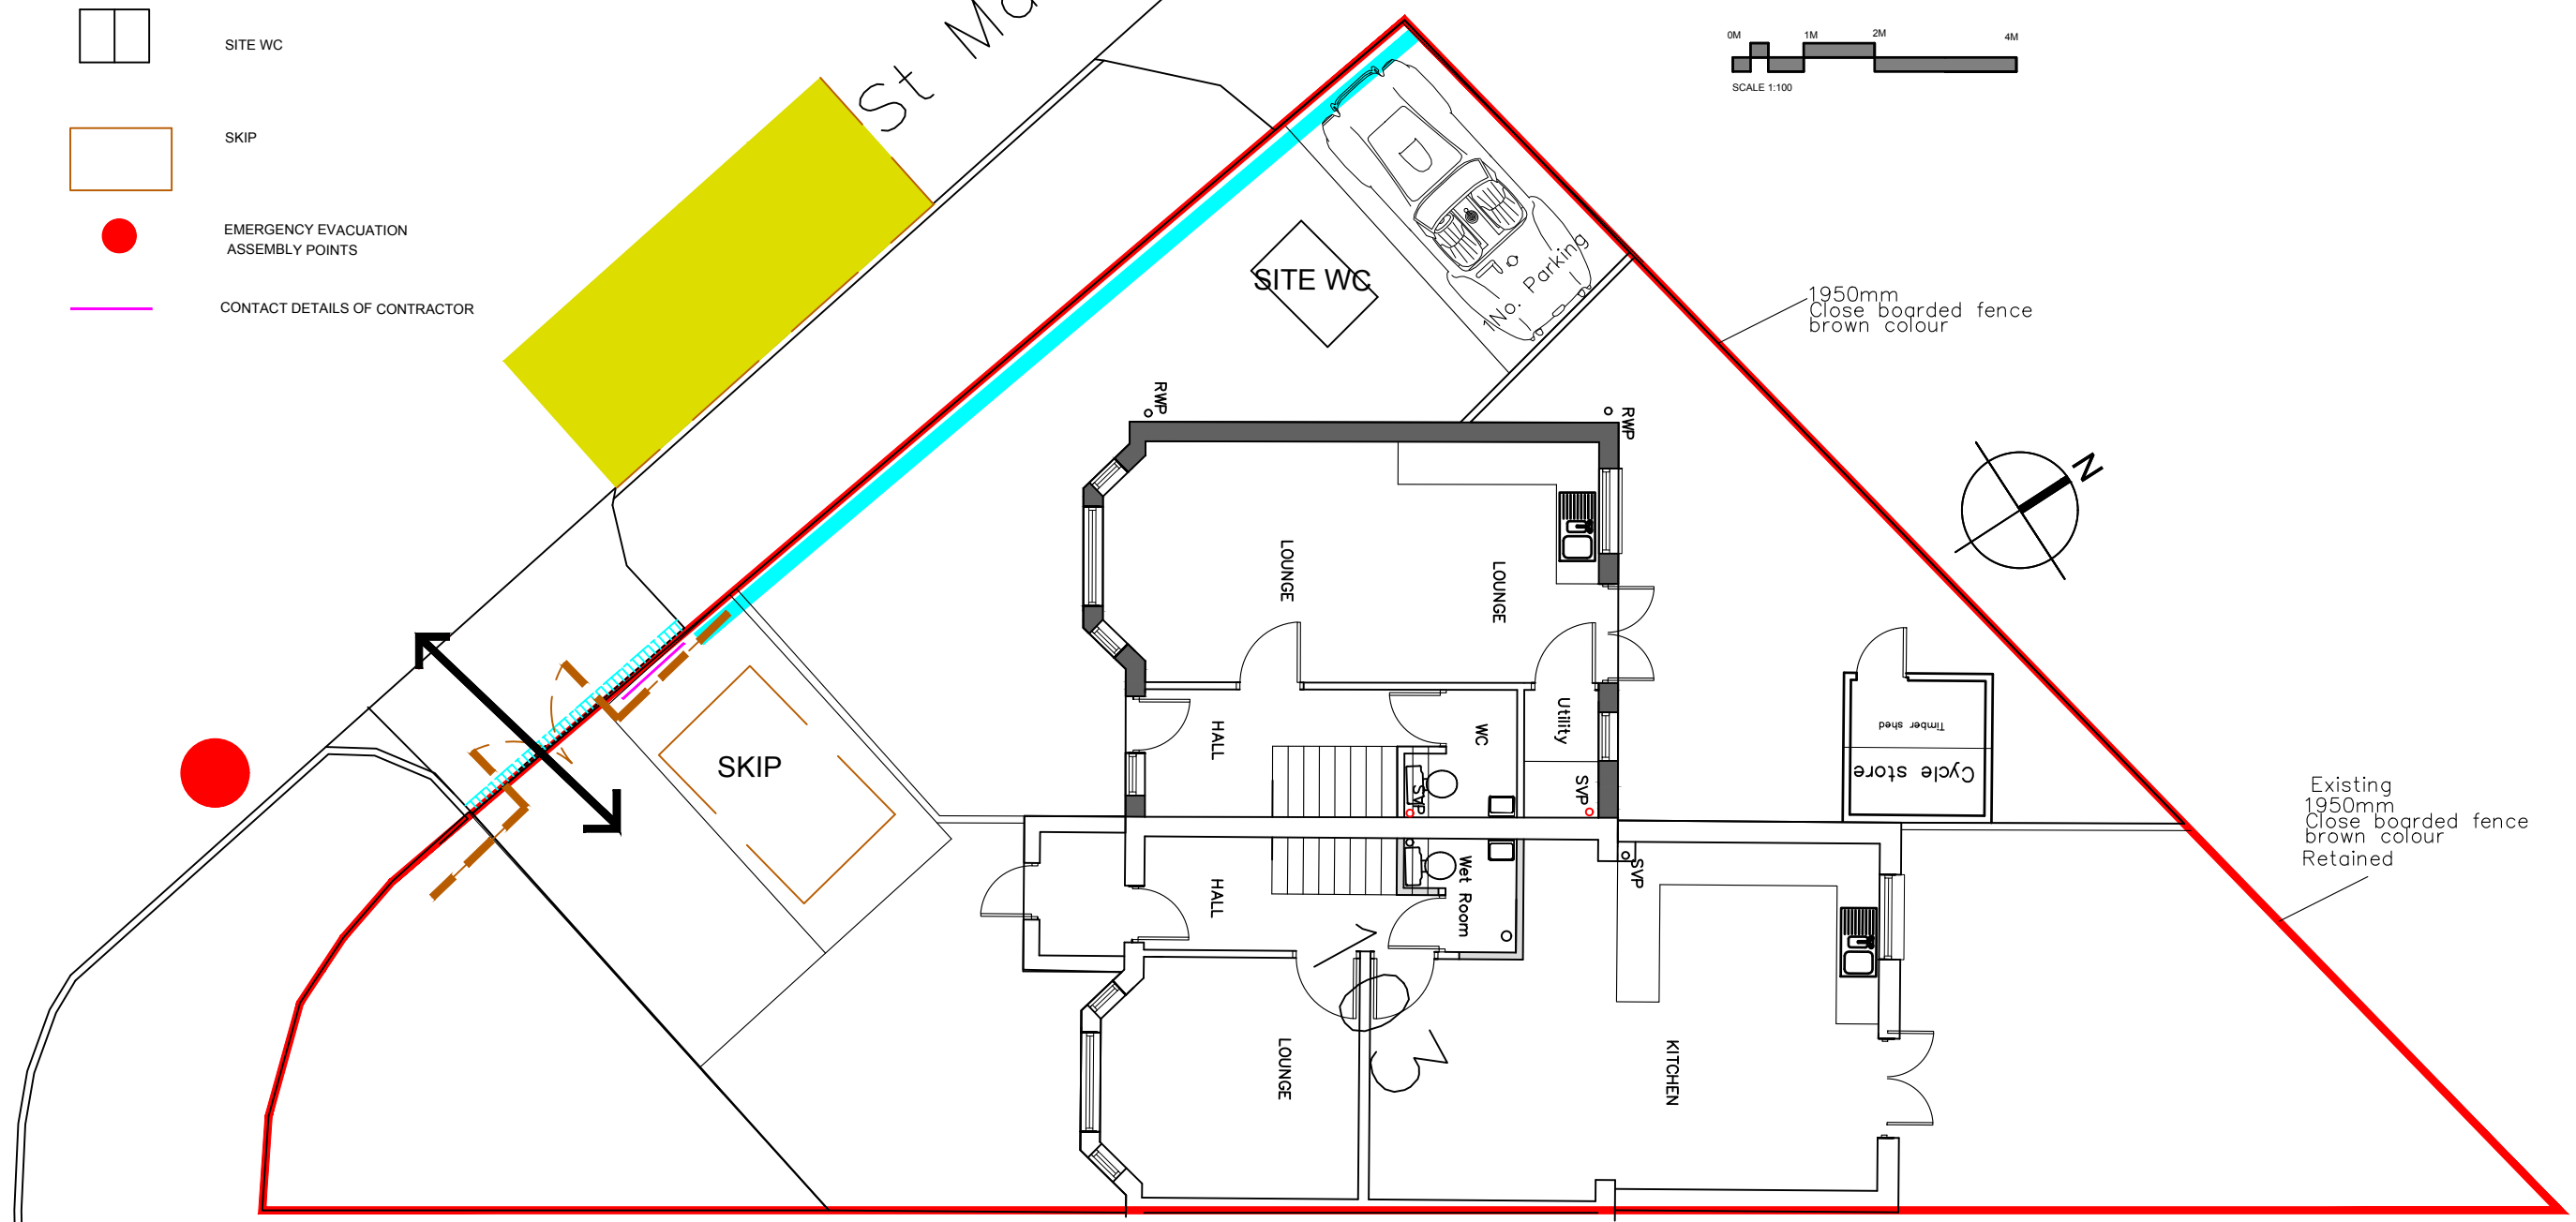 SITE WC
SKIP
EMERGENCY EVACUATION
ASSEMBLY POINTS
CONTACT DETAILS OF CONTRACTOR
St Ma
0M 1M 2M 4M
SCALE 1:100
SITE WC
1No. Parking
1950mm
Close boarded fence
brown colour
N
RWP
RWP
LOUNGE
LOUNGE
HALL
WC
Utility
SVP
SVP
SKIP
Timber shed
Cycle store
Existing
1950mm
Close boarded fence
brown colour
Retained
HALL
Wet Room
SVP
LOUNGE
KITCHEN